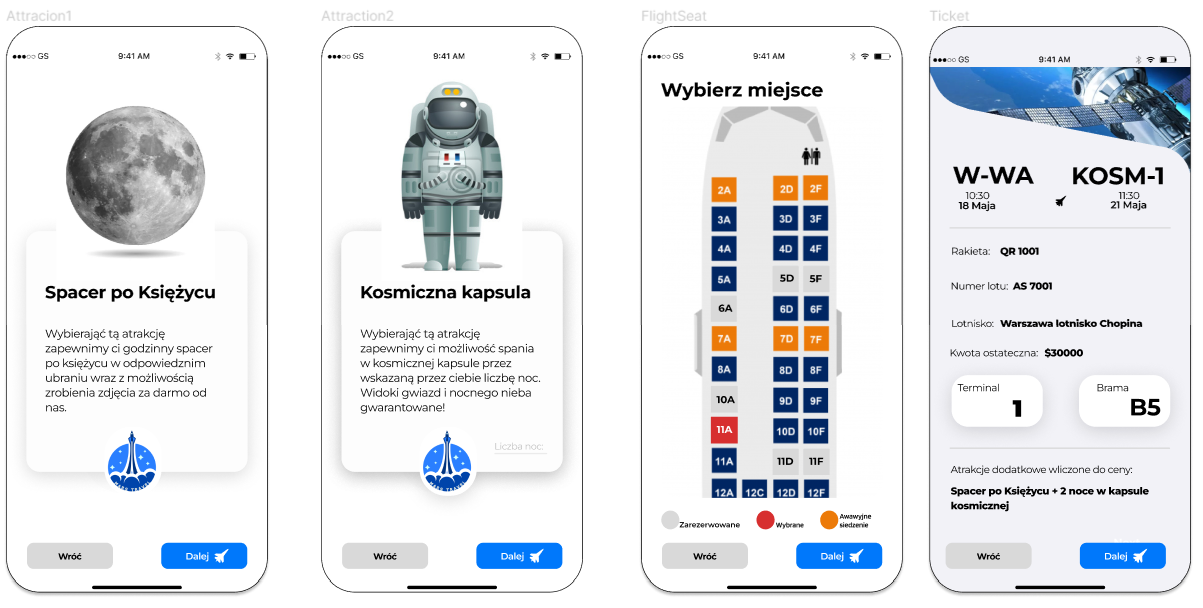 Attracion1
●●●○○ GS 9:41 AM
Spacer po Księżycu
Wybierająć tą atrakcję
zapewnimy ci godzinny spacer
po księżycu w odpowiednim
ubraniu wraz z możliwością
zrobienia zdjęcia za darmo od
nas.
Wróć Dalej
Attraction2
●●●○○ GS 9:41 AM
Kosmiczna kapsula
Wybierająć tą atrakcję
zapewnimy ci możliwość spania
w kosmicznej kapsule przez
wskazaną przez ciebie liczbę noc.
Widoki gwiazd i nocnego nieba
gwarantowane!
Liczba noc:
Wróć Dalej
FlightSeat
●●●○○ GS 9:41 AM
Wybierz miejsce
2A 2D 2F
3A 3D 3F
4A 4D 4F
5A 5D 5F
6A 6D 6F
7A 7D 7F
8A 8D 8F
10A 9D 9F
11A 10D 10F
11A 11D 11F
12A 12C 12D 12F
Zarezerwowane Wybrane Awawyjne
siedzenie
Wróć Dalej
Ticket
●●●○○ GS 9:41 AM
W-WA KOSM-1
10:30 11:30
18 Maja 21 Maja
Rakieta: QR 1001
Numer lotu: AS 7001
Lotnisko: Warszawa lotnisko Chopina
Kwota ostateczna: $30000
Terminal Brama
1 B5
Atrakcje dodatkowe wliczone do ceny:
Spacer po Księżycu + 2 noce w kapsule
kosmicznej
Wróć Dalej